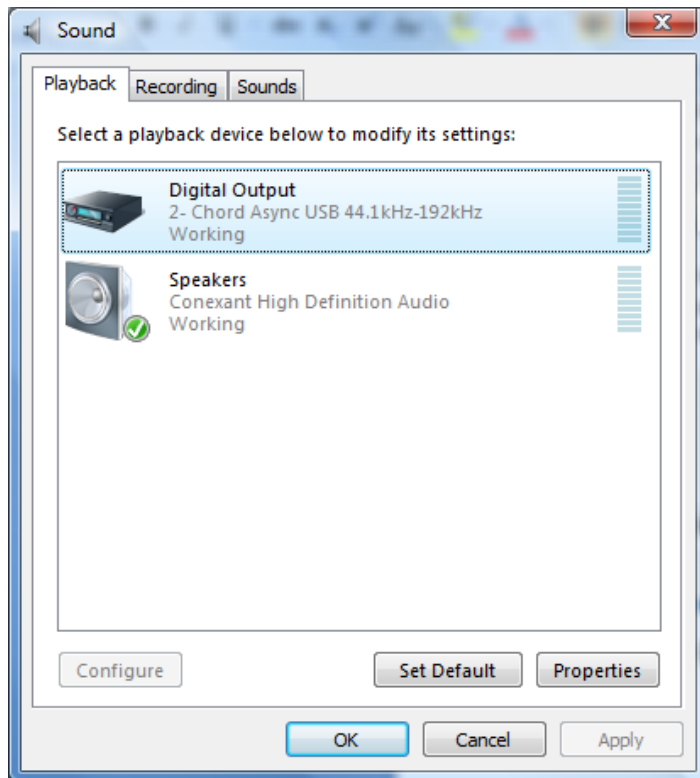 Sound
Playback Recording Sounds
Select a playback device below to modify its settings:
Digital Output
2- Chord Async USB 44.1kHz-192kHz
Working
Speakers
Conexant High Definition Audio
Working
Configure Set Default Properties
OK Cancel Apply